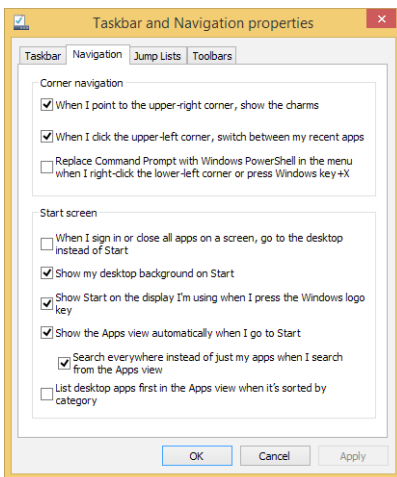 Taskbar and Navigation properties
Taskbar Navigation Jump Lists Toolbars
Corner navigation
When I point to the upper-right corner, show the charms
When I click the upper-left corner, switch between my recent apps
Replace Command Prompt with Windows PowerShell in the menu
when I right-click the lower-left corner or press Windows key+X
Start screen
When I sign in or close all apps on a screen, go to the desktop
instead of Start
Show my desktop background on Start
Show Start on the display I'm using when I press the Windows logo
key
Show the Apps view automatically when I go to Start
Search everywhere instead of just my apps when I search
from the Apps view
List desktop apps first in the Apps view when it's sorted by
category
OK Cancel Apply